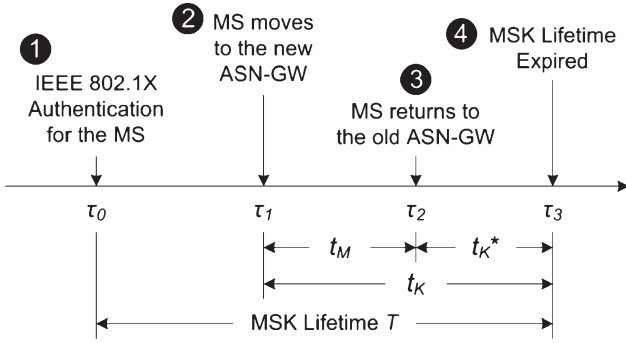 1
IEEE 802.1X
Authentication
for the MS
2
MS moves
to the new
ASN-GW
3
MS returns to
the old ASN-GW
4
MSK Lifetime
Expired
τ0 τ1 τ2 τ3
tM tK*
tK
MSK Lifetime T